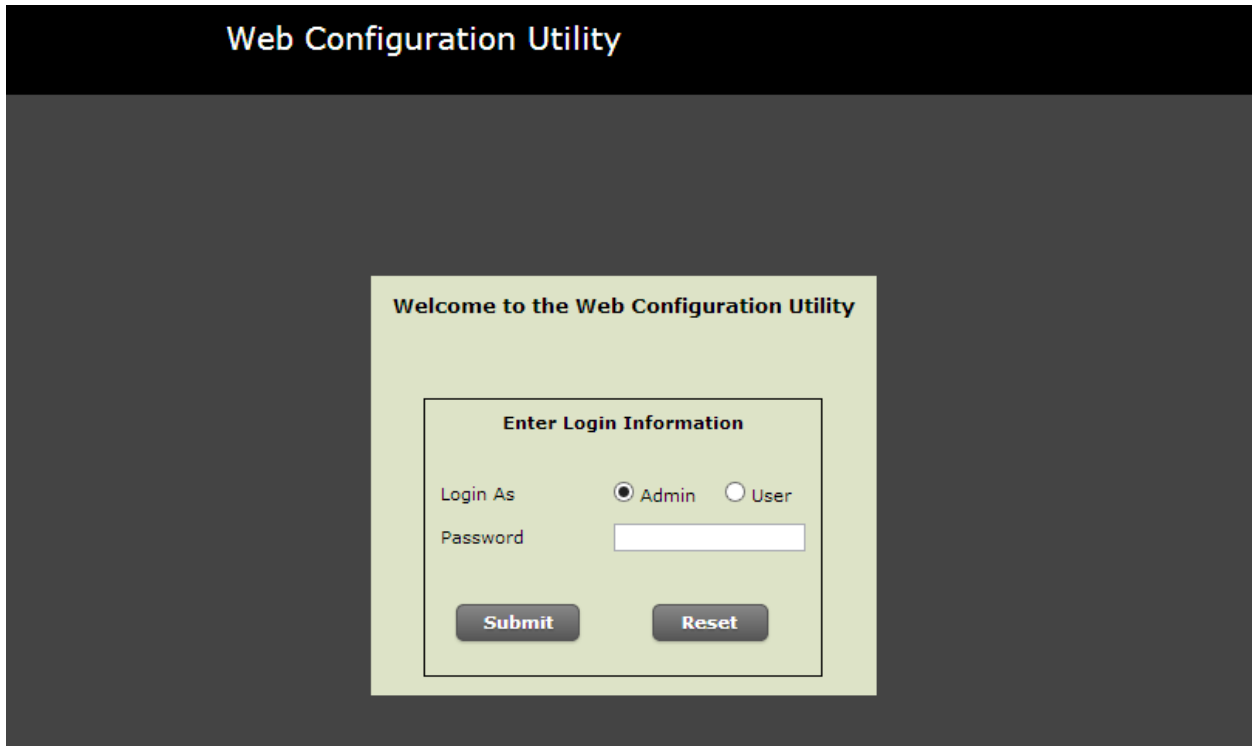 Web Configuration Utility
Welcome to the Web Configuration Utility
Enter Login Information
Login As Admin User
Password
Submit Reset